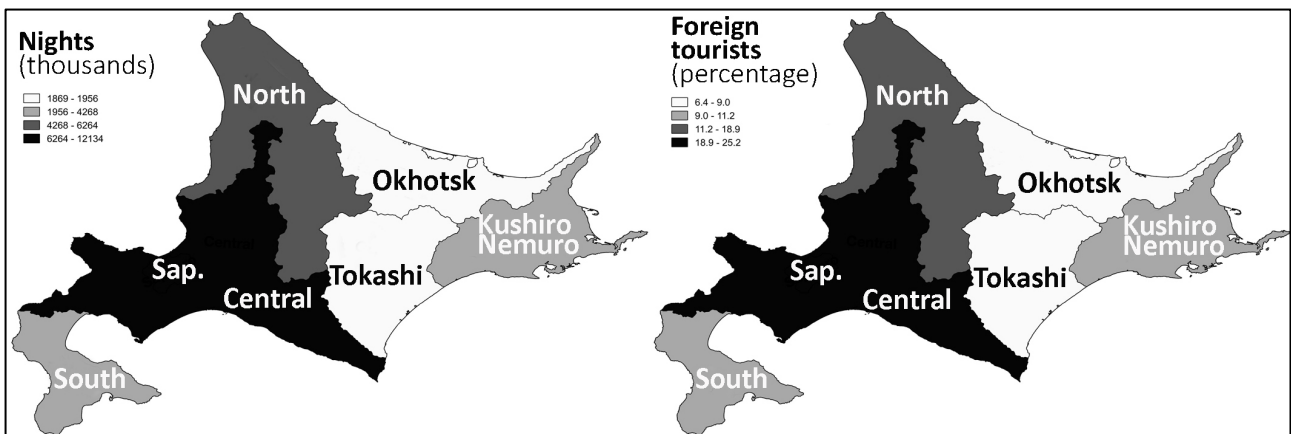 Nights
(thousands)
1869 - 1956
1956 - 4268
4268 - 6264
6264 - 12134
North
Okhotsk
Kushiro
Nemuro
Central
Sap.
Tokashi
Central
South
Foreign
tourists
(percentage)
6.4 - 9.0
9.0 - 11.2
11.2 - 18.9
18.9 - 25.2
North
Okhotsk
Kushiro
Nemuro
Central
Sap.
Tokashi
Central
South